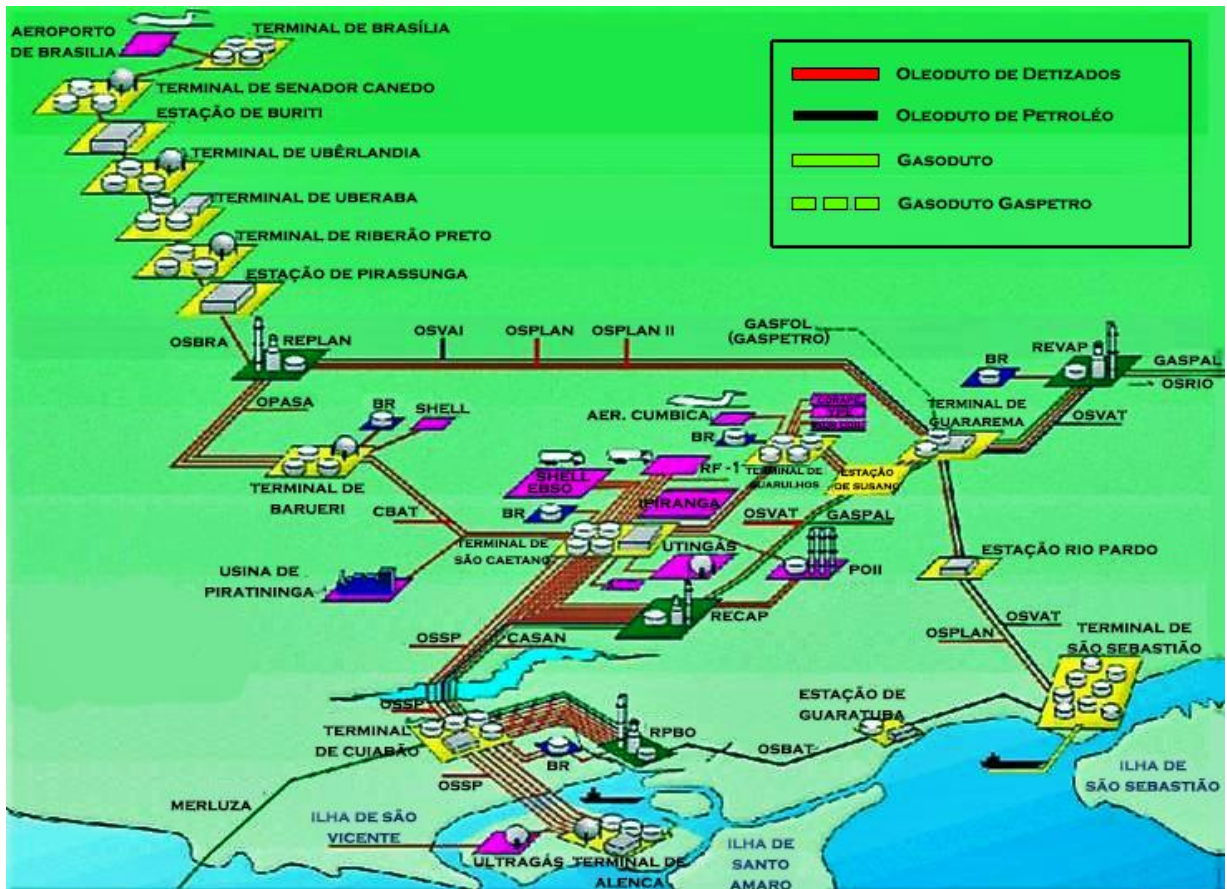 AEROPORTO
DE BRASILIA
TERMINAL DE BRASÍLIA
TERMINAL DE SENADOR CANEDO
ESTAÇÃO DE BURITI
TERMINAL DE UBÊRLANDIA
TERMINAL DE UBERABA
TERMINAL DE RIBERÃO PRETO
ESTAÇÃO DE PIRASSUNGA
OLEODUTO DE DETIZADOS
OLEODUTO DE PETROLÉO
GASODUTO
GASODUTO GASPETRO
OSBRA
REPLAN
OSVAI
OSPLAN
OSPLAN II
GASFOL
(GASPETRO)
BR
REVAP
GASPAL
OSRIO
OSVAT
OPASA
BR
SHELL
TERMINAL DE
BARUERI
AER. CUMBICA
BR
TERMINAL DE
GUARAREMA
SHELL
EBSO
RF -1
TERMINAL DE
GUARULHOS
ESTAÇÃO
DE SUSANO
IPIRANGA
BR
CBAT
TERMINAL DE
SÃO CAETANO
OSVAT
GASPAL
UTINGÁS
POII
USINA DE
PIRATININGA
RECAP
ESTAÇÃO RIO PARDO
OSSP
CASAN
OSVAT
OSPLAN
TERMINAL DE
SÃO SEBASTIÃO
OSSP
TERMINAL
DE CUIABÃO
RPBO
BR
OSBAT
ESTAÇÃO DE
GUARATUBA
OSSP
MERLUZA
ILHA DE SÃO
VICENTE
ULTRAGÁS
TERMINAL DE
ALENCA
ILHA DE
SANTO
AMARO
ILHA DE
SÃO SEBASTIÃO